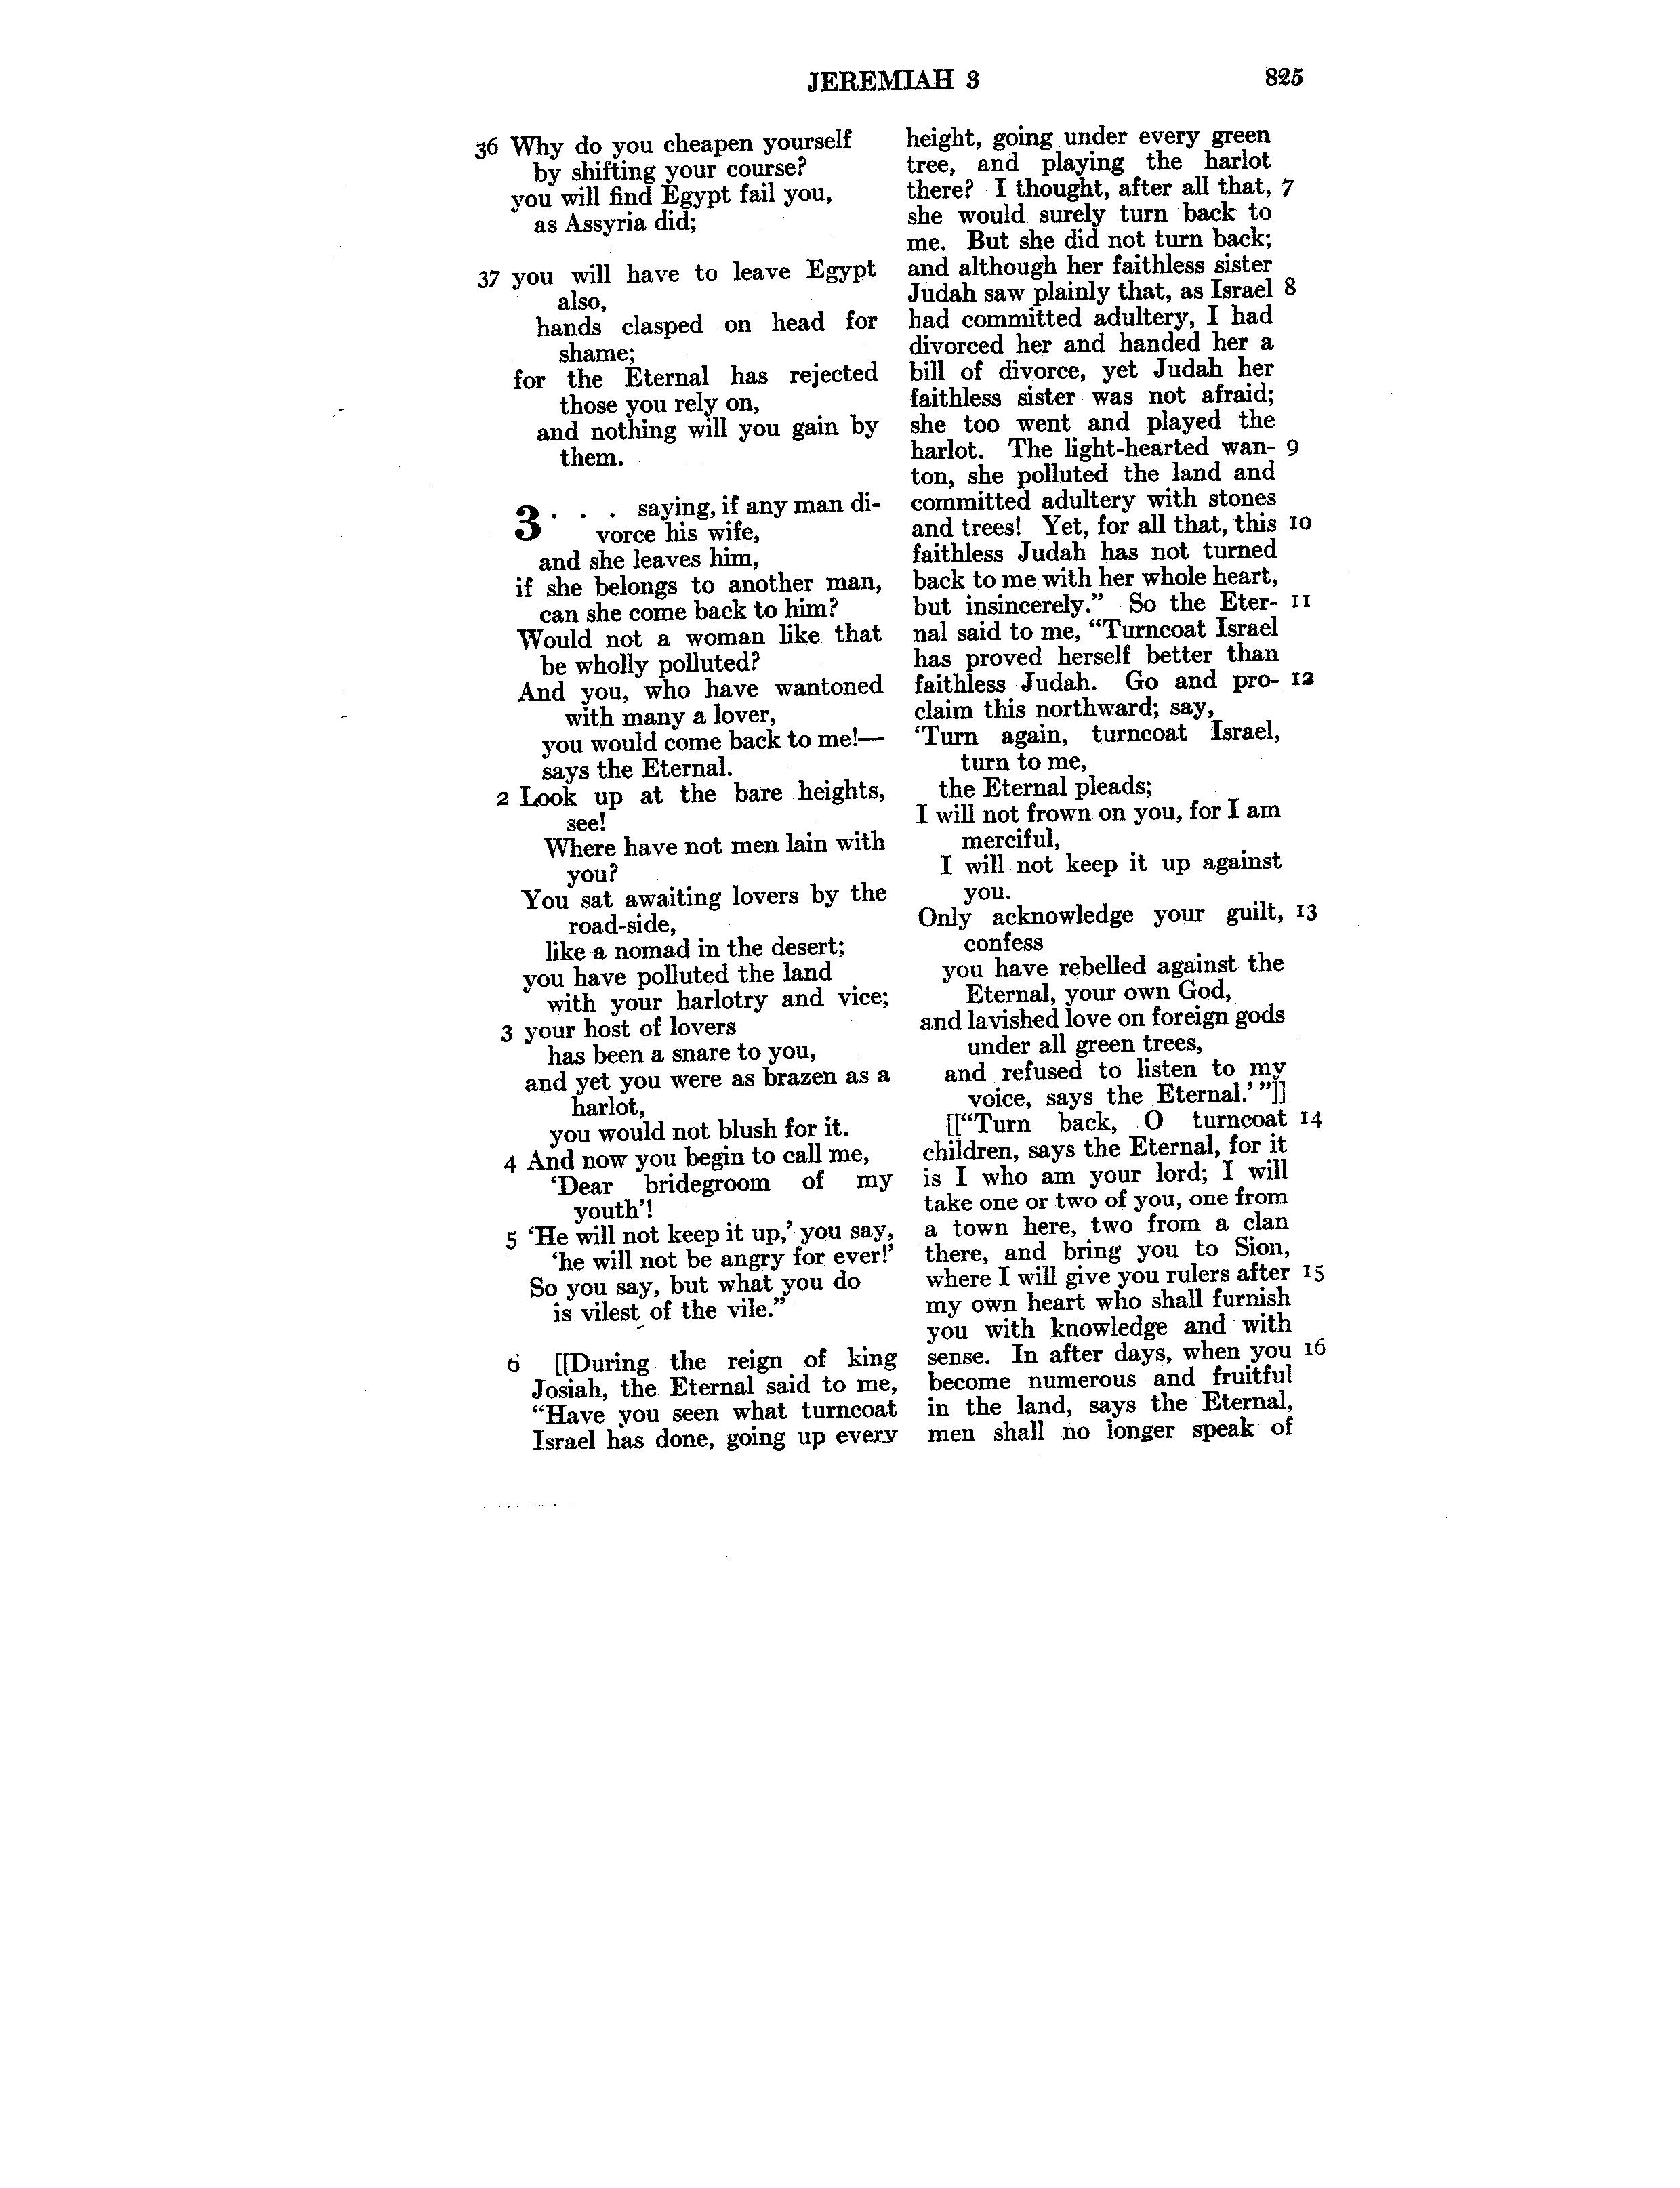 JEREMIAH 3 825
36 Why do you cheapen yourself
by shifting your course?
you will find Egypt fail you,
as Assyria did;
37 you will have to leave Egypt
also,
hands clasped on head for
shame;
for the Eternal has rejected
those you rely on,
and nothing will you gain by
them.
3 . . . saying, if any man di-
vorce his wife,
and she leaves him,
if she belongs to another man,
can she come back to him?
Would not a woman like that
be wholly polluted?
And you, who have wantoned
with many a lover,
you would come back to me!—
says the Eternal.
2 Look up at the bare heights,
see!
Where have not men lain with
you?
You sat awaiting lovers by the
road-side,
like a nomad in the desert;
you have polluted the land
with your harlotry and vice;
3 your host of lovers
has been a snare to you,
and yet you were as brazen as a
harlot,
you would not blush for it.
4 And now you begin to call me,
‘Dear bridegroom of my
youth’!
5 ‘He will not keep it up,’ you say,
‘he will not be angry for ever!’
So you say, but what you do
is vilest of the vile.”
6 [[During the reign of king
Josiah, the Eternal said to me,
“Have you seen what turncoat
Israel has done, going up every
height, going under every green
tree, and playing the harlot
there? I thought, after all that, 7
she would surely turn back to
me. But she did not turn back;
and although her faithless sister
Judah saw plainly that, as Israel 8
had committed adultery, I had
divorced her and handed her a
bill of divorce, yet Judah her
faithless sister was not afraid;
she too went and played the
harlot. The light-hearted wan- 9
ton, she polluted the land and
committed adultery with stones
and trees! Yet, for all that, this 10
faithless Judah has not turned
back to me with her whole heart,
but insincerely.” So the Eter- 11
nal said to me, “Turncoat Israel
has proved herself better than
faithless Judah. Go and pro- 12
claim this northward; say,
‘Turn again, turncoat Israel,
turn to me,
the Eternal pleads;
I will not frown on you, for I am
merciful,
I will not keep it up against
you.
Only acknowledge your guilt, 13
confess
you have rebelled against the
Eternal, your own God,
and lavished love on foreign gods
under all green trees,
and refused to listen to my
voice, says the Eternal.’ ”]]
[[“Turn back, O turncoat 14
children, says the Eternal, for it
is I who am your lord; I will
take one or two of you, one from
a town here, two from a clan
there, and bring you to Sion,
where I will give you rulers after 15
my own heart who shall furnish
you with knowledge and with
sense. In after days, when you 16
become numerous and fruitful
in the land, says the Eternal,
men shall no longer speak of